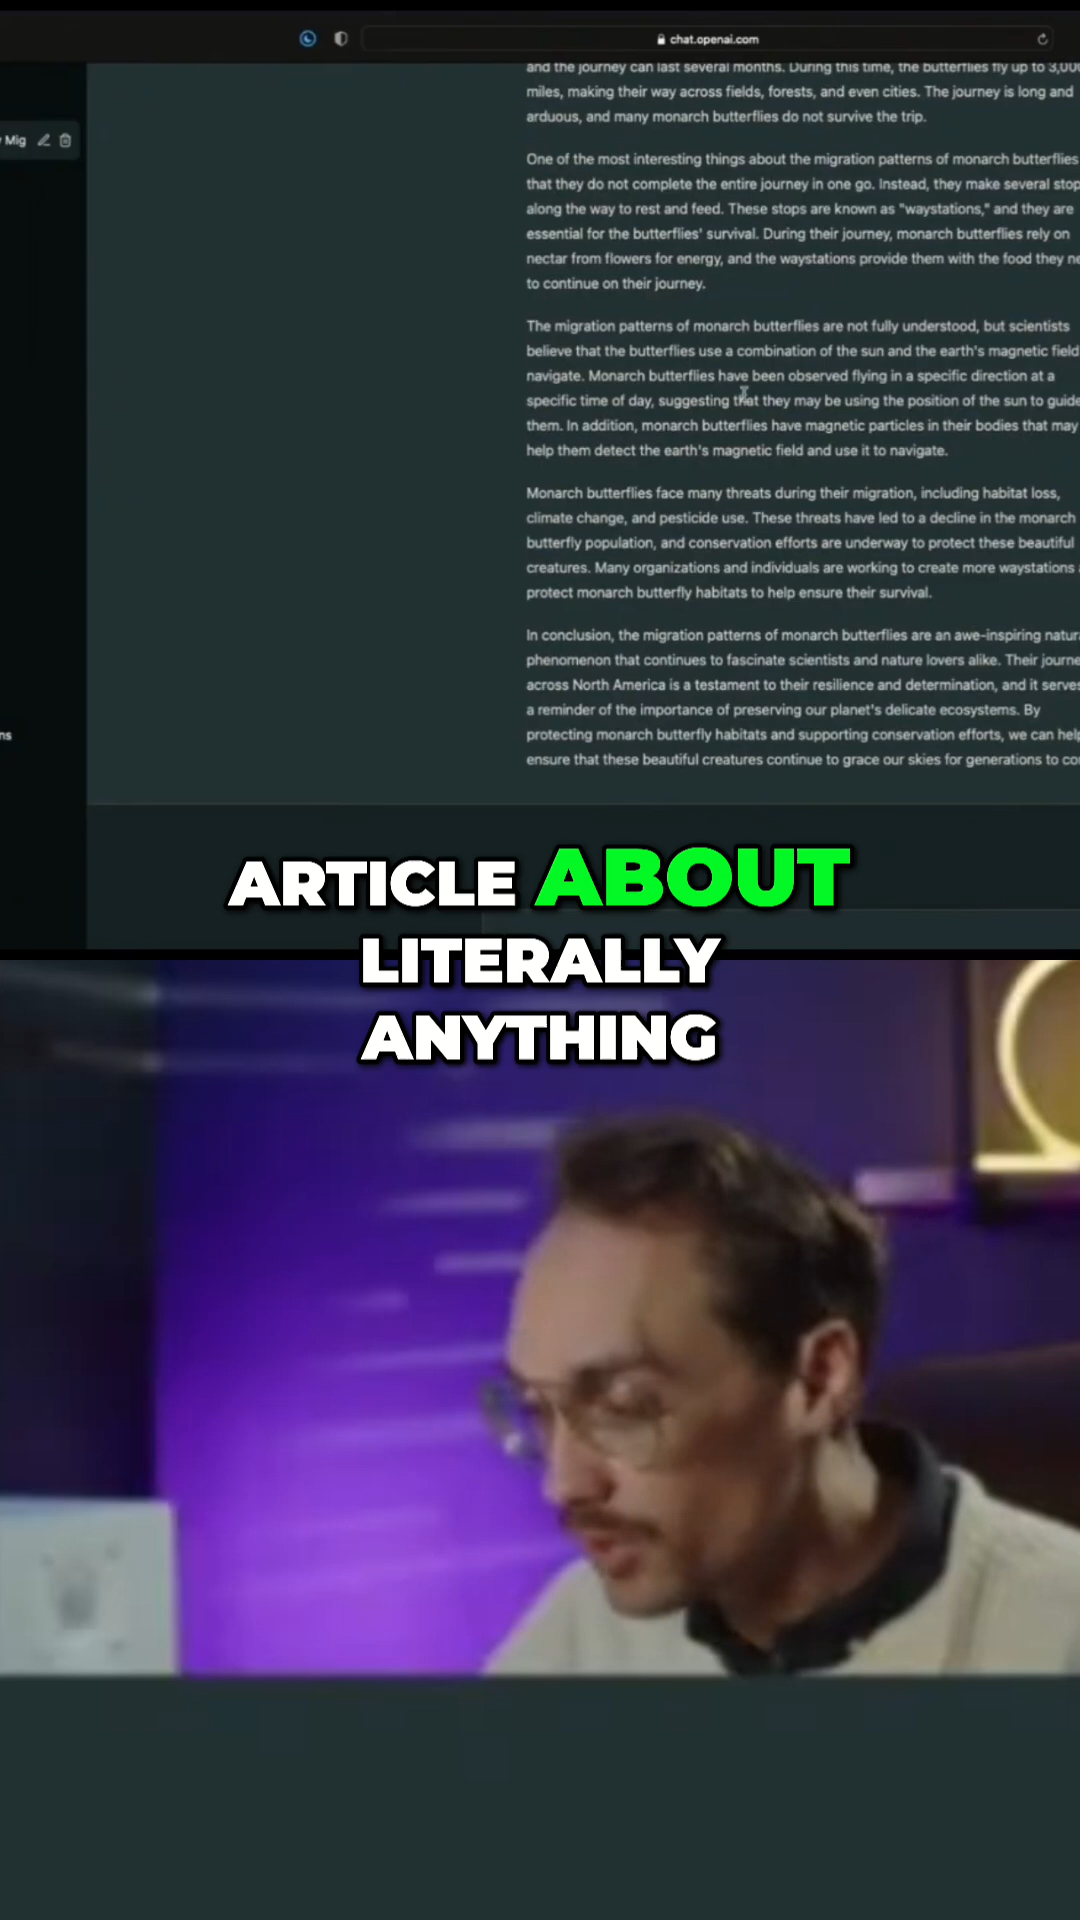 chat.openai.com
Mig
and the journey can last several months. During this time, the butterflies fly up to 3,000
miles, making their way across fields, forests, and even cities. The journey is long and
arduous, and many monarch butterflies do not survive the trip.
One of the most interesting things about the migration patterns of monarch butterflies
that they do not complete the entire journey in one go. Instead, they make several stop
along the way to rest and feed. These stops are known as "waystations," and they are
essential for the butterflies' survival. During their journey, monarch butterflies rely on
nectar from flowers for energy, and the waystations provide them with the food they ne
to continue on their journey.
The migration patterns of monarch butterflies are not fully understood, but scientists
believe that the butterflies use a combination of the sun and the earth's magnetic field
navigate. Monarch butterflies have been observed flying in a specific direction at a
specific time of day, suggesting that they may be using the position of the sun to guide
them. In addition, monarch butterflies have magnetic particles in their bodies that may
help them detect the earth's magnetic field and use it to navigate.
Monarch butterflies face many threats during their migration, including habitat loss,
climate change, and pesticide use. These threats have led to a decline in the monarch
butterfly population, and conservation efforts are underway to protect these beautiful
creatures. Many organizations and individuals are working to create more waystations
protect monarch butterfly habitats to help ensure their survival.
In conclusion, the migration patterns of monarch butterflies are an awe-inspiring natur
phenomenon that continues to fascinate scientists and nature lovers alike. Their journe
across North America is a testament to their resilience and determination, and it serves
a reminder of the importance of preserving our planet's delicate ecosystems. By
protecting monarch butterfly habitats and supporting conservation efforts, we can help
ensure that these beautiful creatures continue to grace our skies for generations to co
ns
ARTICLE ABOUT
LITERALLY
ANYTHING